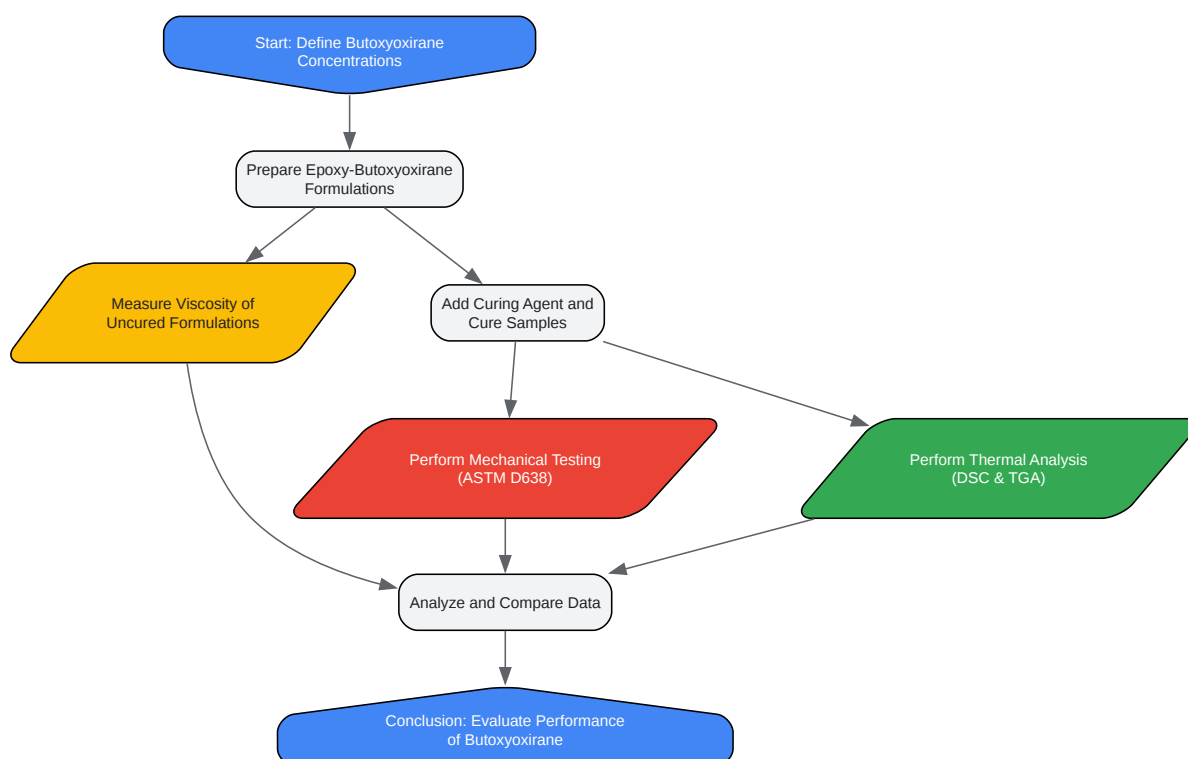 Start: Define Butoxyoxirane
Concentrations
Prepare Epoxy-Butoxyoxirane
Formulations
Measure Viscosity of
Uncured Formulations
Add Curing Agent and
Cure Samples
Perform Mechanical Testing
(ASTM D638)
Perform Thermal Analysis
(DSC & TGA)
Analyze and Compare Data
Conclusion: Evaluate Performance
of Butoxyoxirane